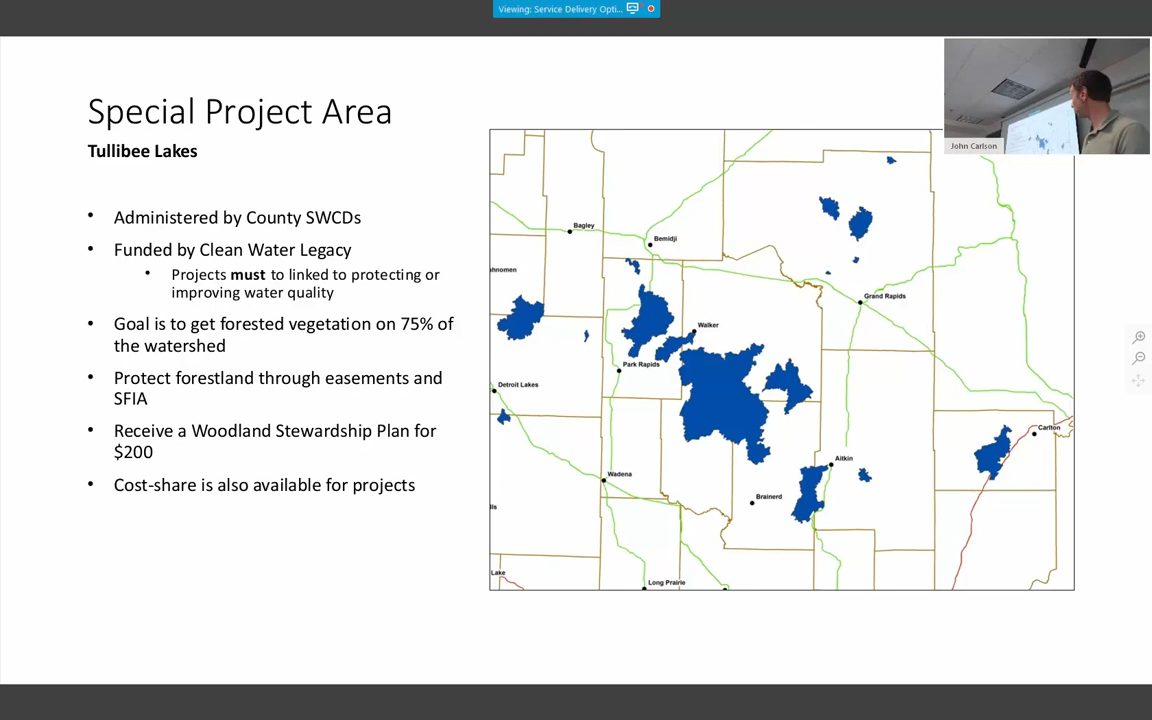 Viewing: Service Delivery Opti...
Special Project Area
John Carlson
Tullibee Lakes
• Administered by County SWCDs
• Funded by Clean Water Legacy
• Projects must to linked to protecting or
improving water quality
• Goal is to get forested vegetation on 75% of
the watershed
• Protect forestland through easements and
SFIA
• Receive a Woodland Stewardship Plan for
$200
• Cost-share is also available for projects
Bagley
Bemidji
ahnomen
Grand Rapids
Walker
Park Rapids
Detroit Lakes
Carlton
Aitkin
Wadena
Brainerd
lls
Lake
Long Prairie